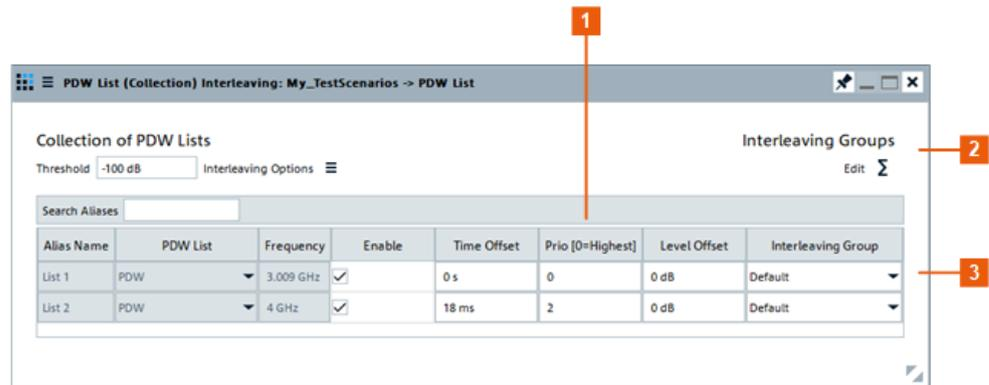 1
PDW List (Collection) Interleaving: My_TestScenarios -> PDW List
Collection of PDW Lists
Interleaving Groups
2
Threshold -100 dB Interleaving Options
Edit Σ
Search Aliases
Alias Name PDW List Frequency Enable Time Offset Prio [0=Highest] Level Offset Interleaving Group
List 1 PDW 3.009 GHz 0 s 0 0 dB Default
3
List 2 PDW 4 GHz 18 ms 2 0 dB Default